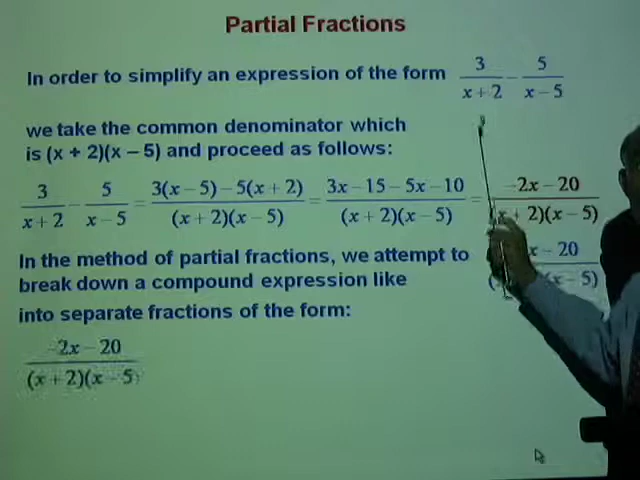 Partial Fractions
In order to simplify an expression of the form 3/(x + 2) − 5/(x − 5)
we take the common denominator which
is (x + 2)(x – 5) and proceed as follows:
3/(x + 2) − 5/(x − 5) = (3(x − 5) − 5(x + 2))/((x + 2)(x − 5)) = (3x − 15 − 5x − 10)/((x + 2)(x − 5)) = (−2x − 20)/((x + 2)(x − 5))
In the method of partial fractions, we attempt to
break down a compound expression like x − 20 / − 5)
into separate fractions of the form:
(−2x − 20)/((x + 2)(x − 5)